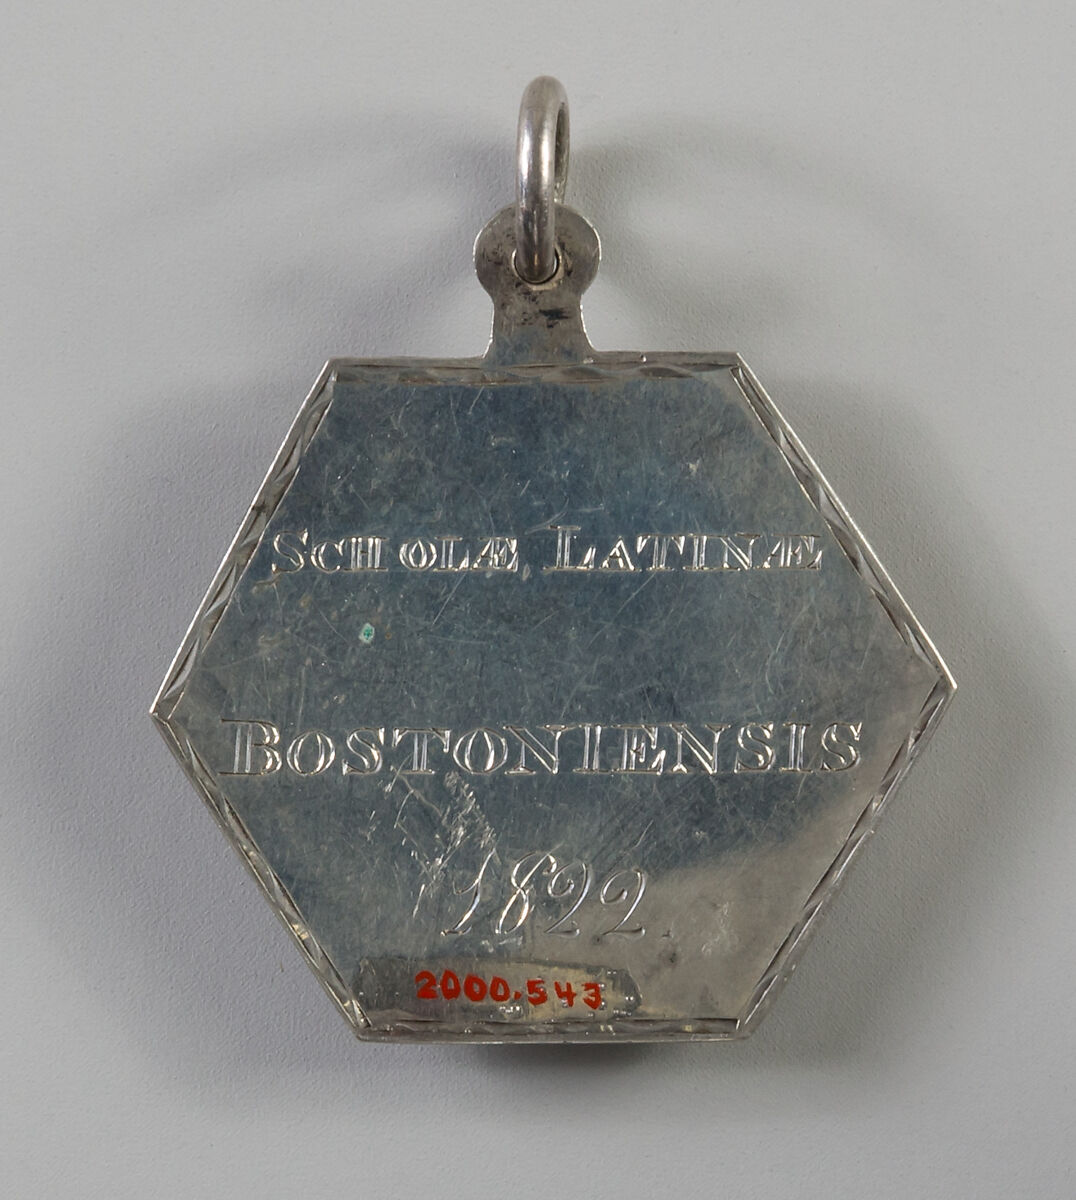 SCHOLÆ LATINÆ
BOSTONIENSIS
1822.
2000.543